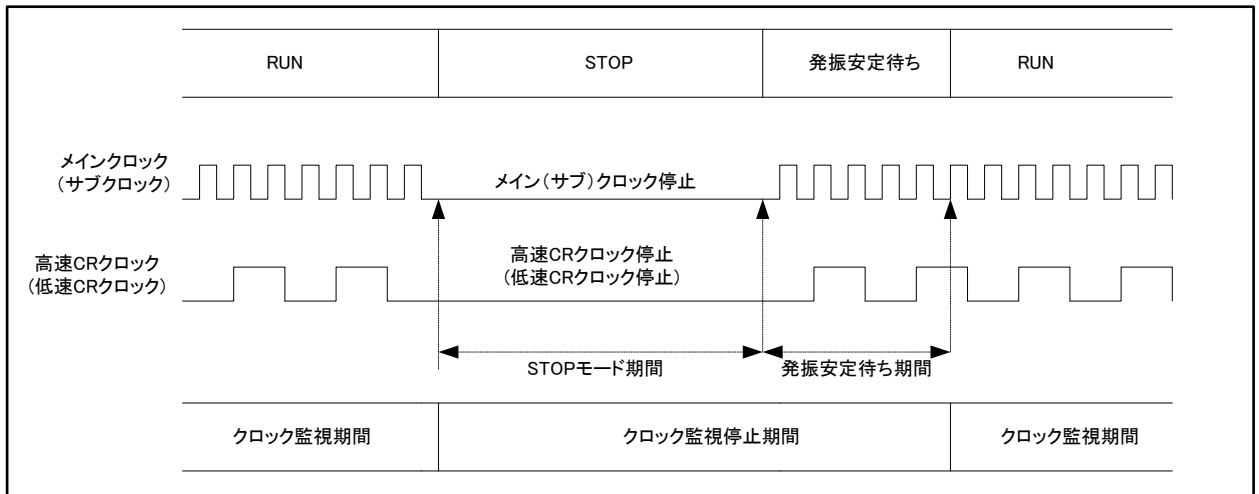 RUN
STOP
発振安定待ち
RUN
メインクロック
（サブクロック）
メイン（サブ）クロック停止
高速CRクロック
（低速CRクロック）
高速CRクロック停止
（低速CRクロック停止）
STOPモード期間
発振安定待ち期間
クロック監視期間
クロック監視停止期間
クロック監視期間